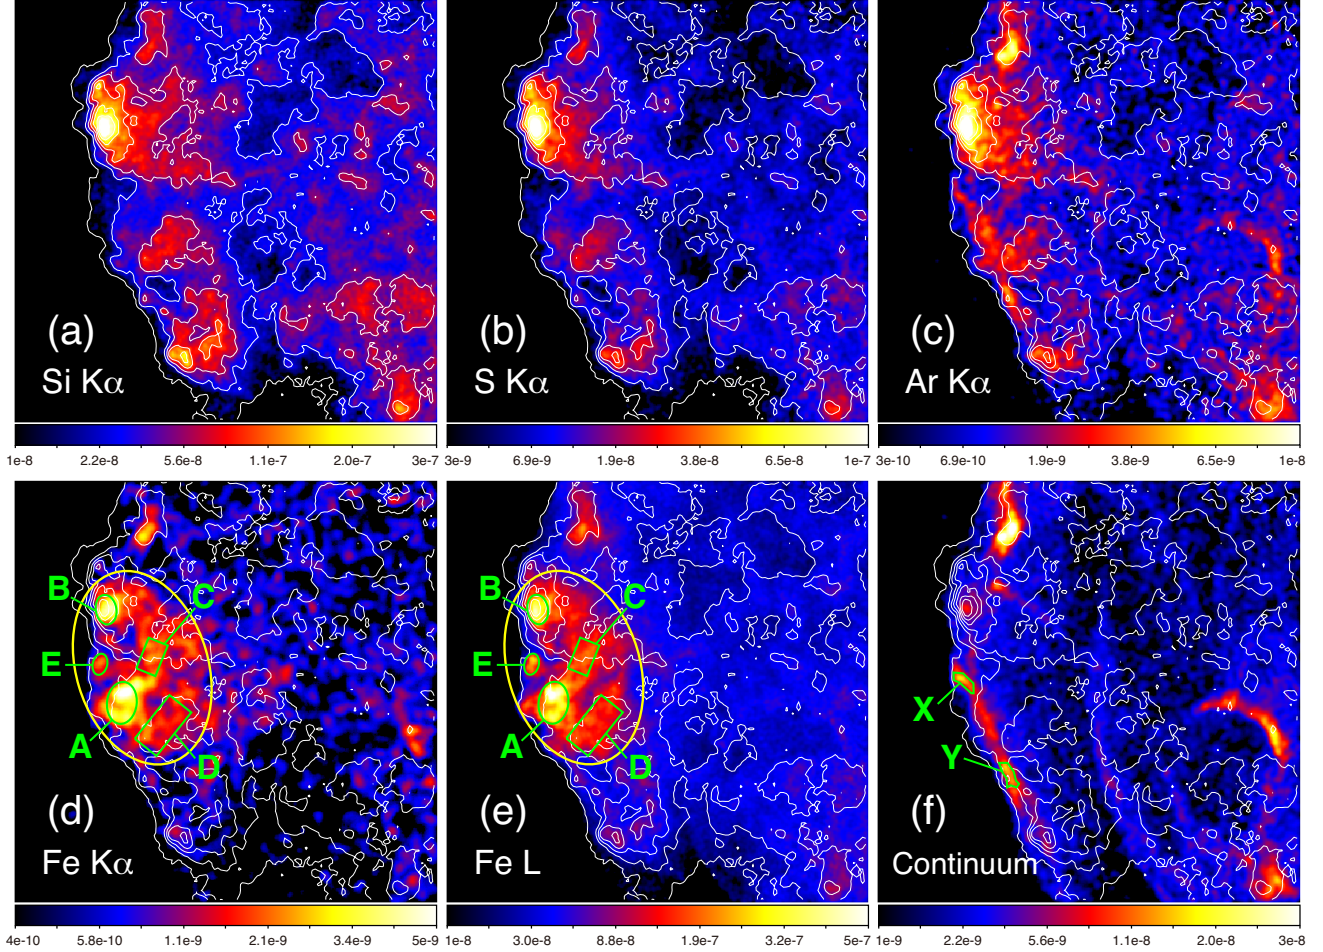 (a)
Si Kα
(b)
S Kα
(c)
Ar Kα
1e-8 2.2e-8 5.6e-8 1.1e-7 2.0e-7 3e-7
3e-9 6.9e-9 1.9e-8 3.8e-8 6.5e-8 1e-7
3e-10 6.9e-10 1.9e-9 3.8e-9 6.5e-9 1e-8
B
C
E
A
D
(d)
Fe Kα
B
C
E
A
D
(e)
Fe L
X
Y
(f)
Continuum
4e-10 5.8e-10 1.1e-9 2.1e-9 3.4e-9 5e-9
1e-8 3.0e-8 8.8e-8 1.9e-7 3.2e-7 5e-7
1e-9 2.2e-9 5.6e-9 1.1e-8 2.0e-8 3e-8